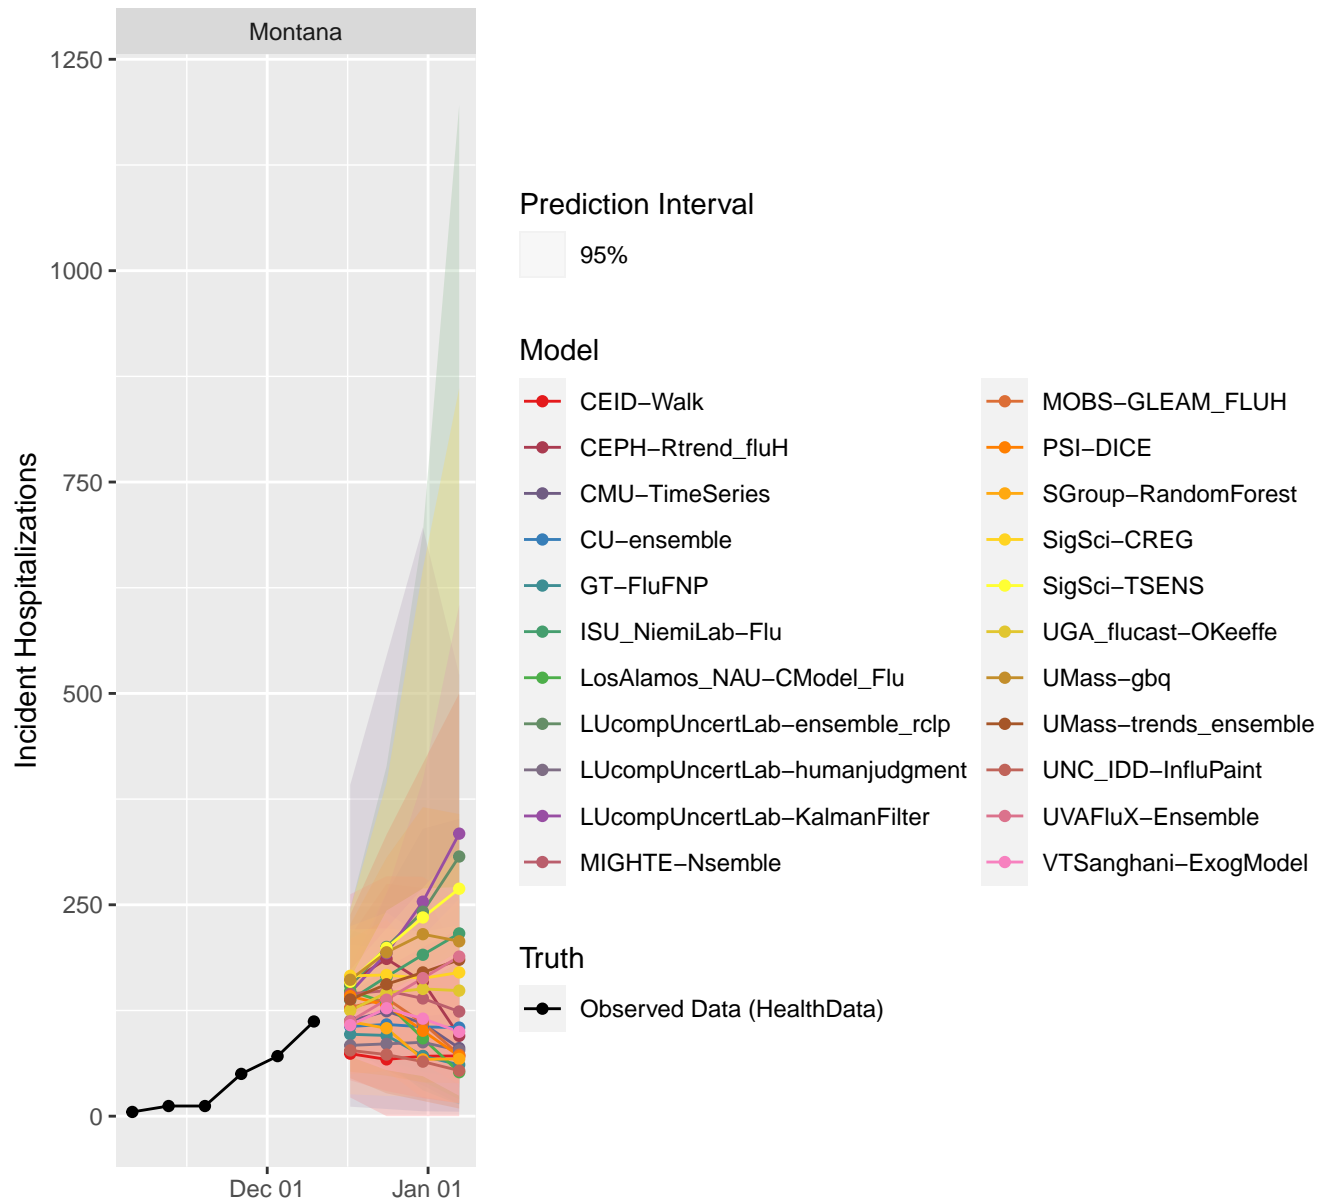 Montana
1250
1000
750
500
250
0
Incident Hospitalizations
Dec 01
Jan 01
Prediction Interval
95%
Model
CEID−Walk
CEPH−Rtrend_fluH
CMU−TimeSeries
CU−ensemble
GT−FluFNP
ISU_NiemiLab−Flu
LosAlamos_NAU−CModel_Flu
LUcompUncertLab−ensemble_rclp
LUcompUncertLab−humanjudgment
LUcompUncertLab−KalmanFilter
MIGHTE−Nsemble
MOBS−GLEAM_FLUH
PSI−DICE
SGroup−RandomForest
SigSci−CREG
SigSci−TSENS
UGA_flucast−OKeeffe
UMass−gbq
UMass−trends_ensemble
UNC_IDD−InfluPaint
UVAFluX−Ensemble
VTSanghani−ExogModel
Truth
Observed Data (HealthData)